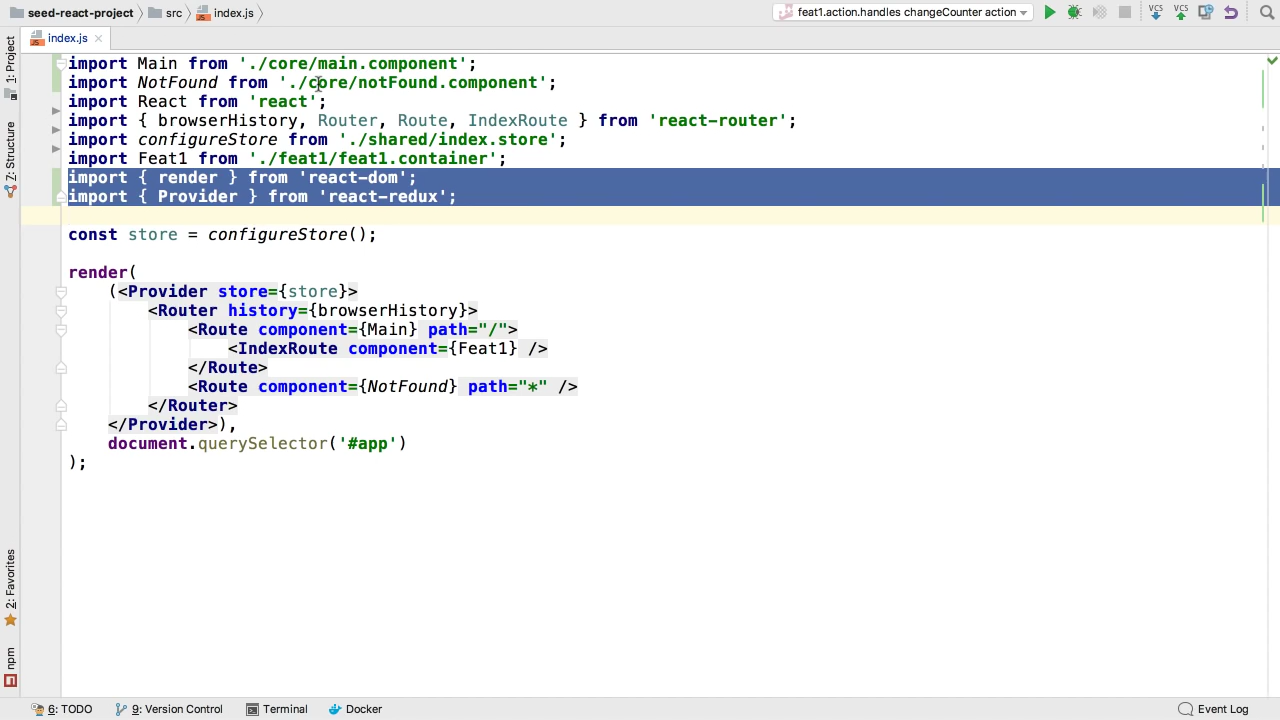 seed-react-project src index.js feat1.action.handles changeCounter action
index.js
1: Project
7: Structure
2: Favorites
npm
import Main from './core/main.component';
import NotFound from './core/notFound.component';
import React from 'react';
import { browserHistory, Router, Route, IndexRoute } from 'react-router';
import configureStore from './shared/index.store';
import Feat1 from './feat1/feat1.container';
import { render } from 'react-dom';
import { Provider } from 'react-redux';
const store = configureStore();
render(
(<Provider store={store}>
<Router history={browserHistory}>
<Route component={Main} path="/">
<IndexRoute component={Feat1} />
</Route>
<Route component={NotFound} path="*" />
</Router>
</Provider>),
document.querySelector('#app')
);
VCS VCS
6: TODO 9: Version Control Terminal Docker Event Log